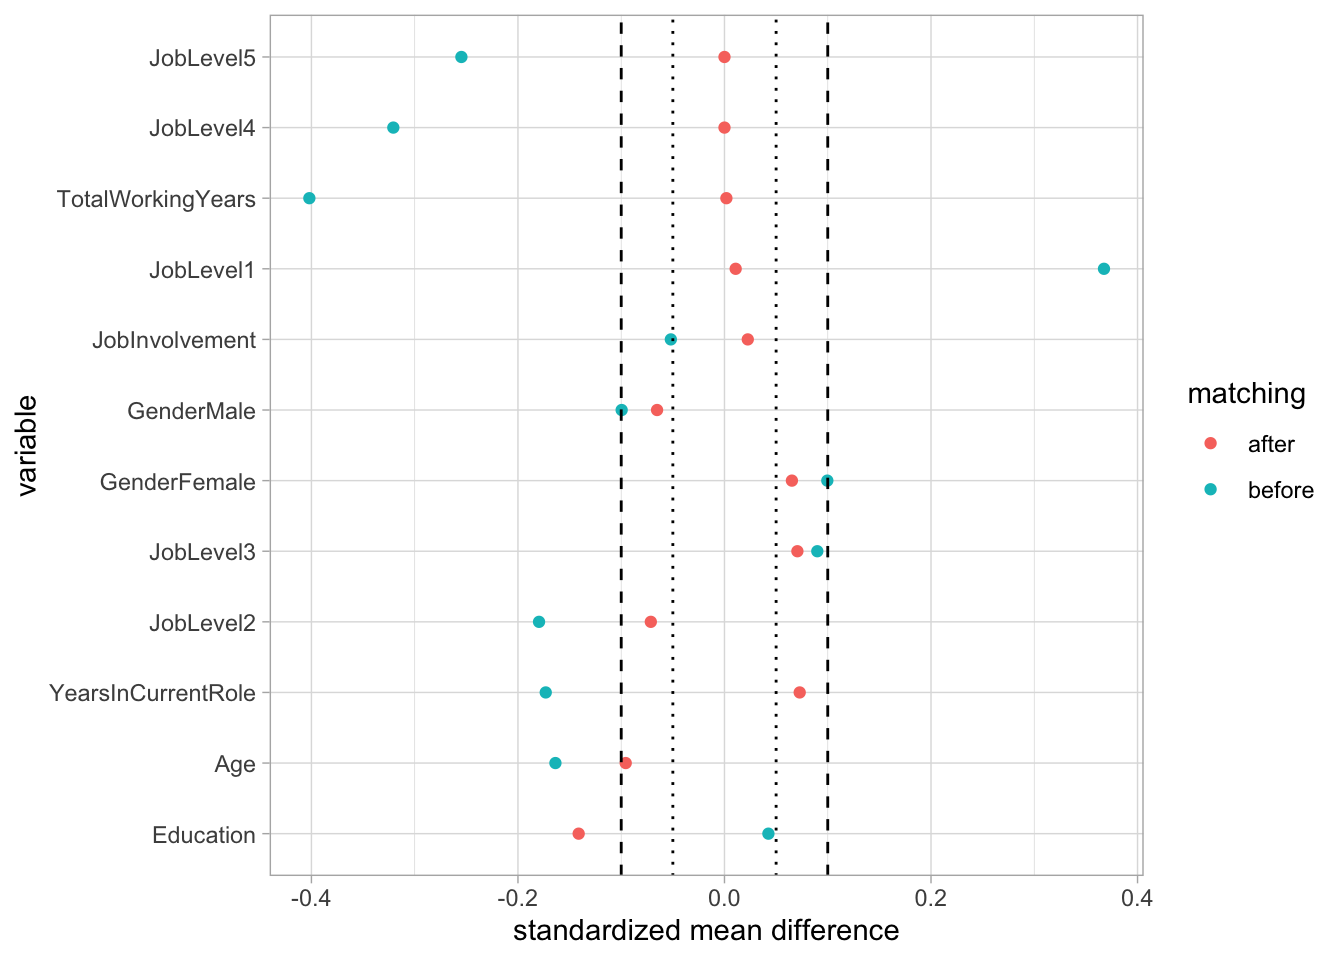 JobLevel5
JobLevel4
TotalWorkingYears
JobLevel1
JobInvolvement
GenderMale
GenderFemale
JobLevel3
JobLevel2
YearsInCurrentRole
Age
Education
variable
-0.4 -0.2 0.0 0.2 0.4
standardized mean difference
matching
after
before